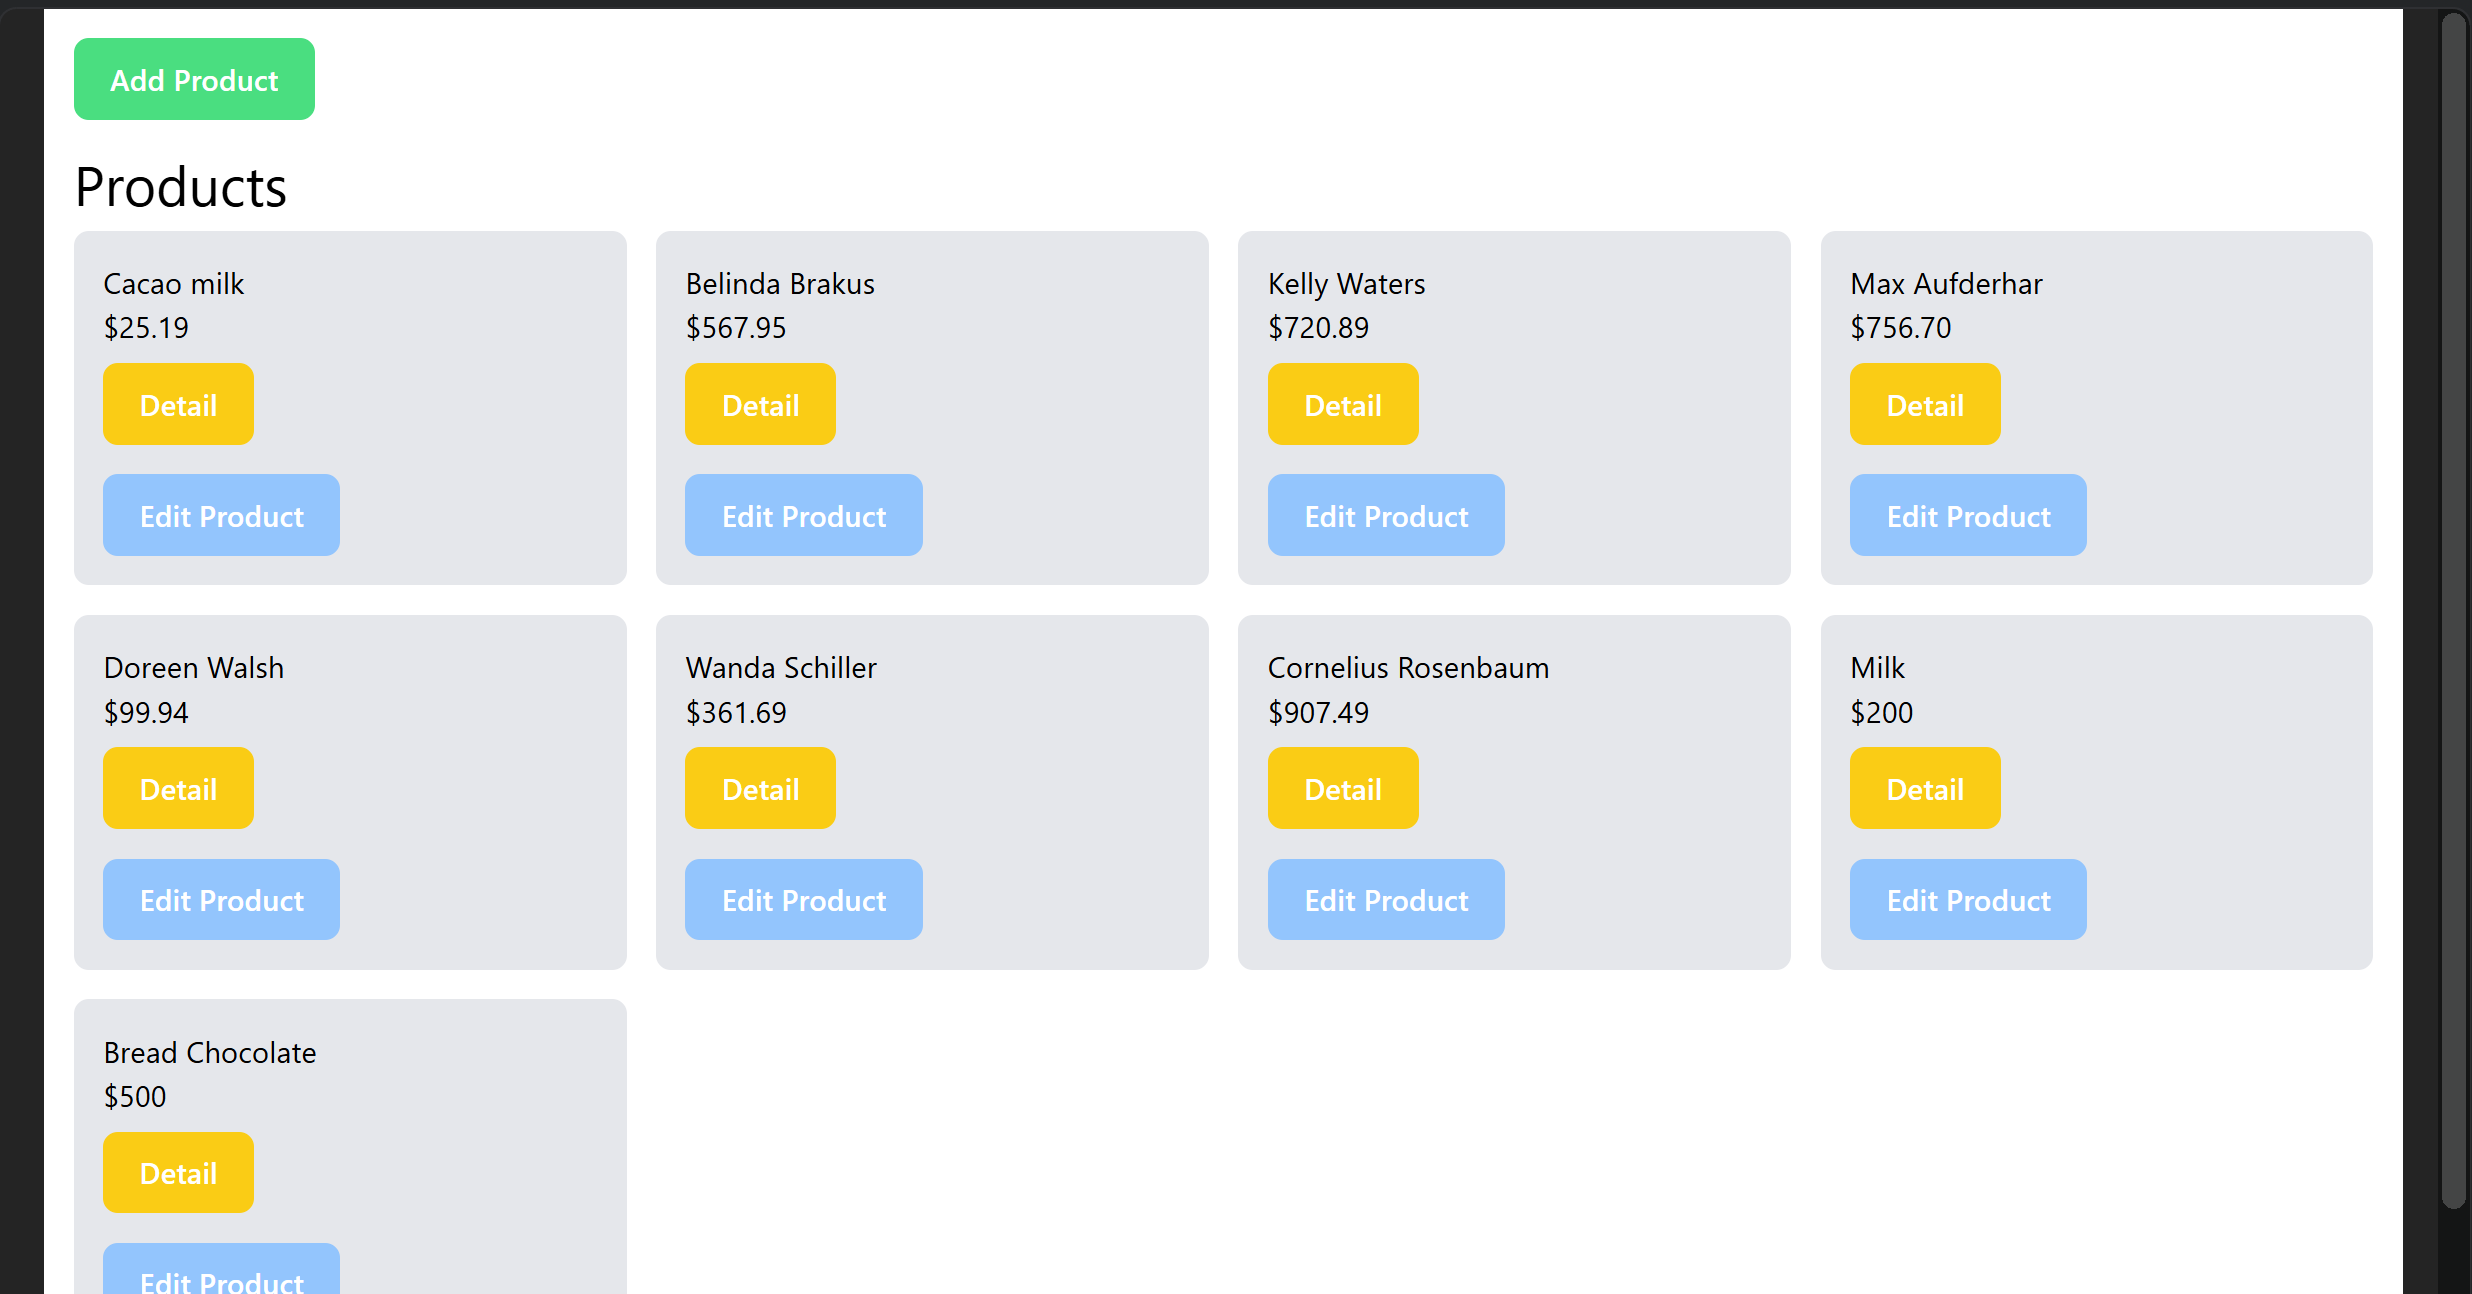 Add Product
Products
Cacao milk
$25.19
Detail
Edit Product
Belinda Brakus
$567.95
Detail
Edit Product
Kelly Waters
$720.89
Detail
Edit Product
Max Aufderhar
$756.70
Detail
Edit Product
Doreen Walsh
$99.94
Detail
Edit Product
Wanda Schiller
$361.69
Detail
Edit Product
Cornelius Rosenbaum
$907.49
Detail
Edit Product
Milk
$200
Detail
Edit Product
Bread Chocolate
$500
Detail
Edit Product